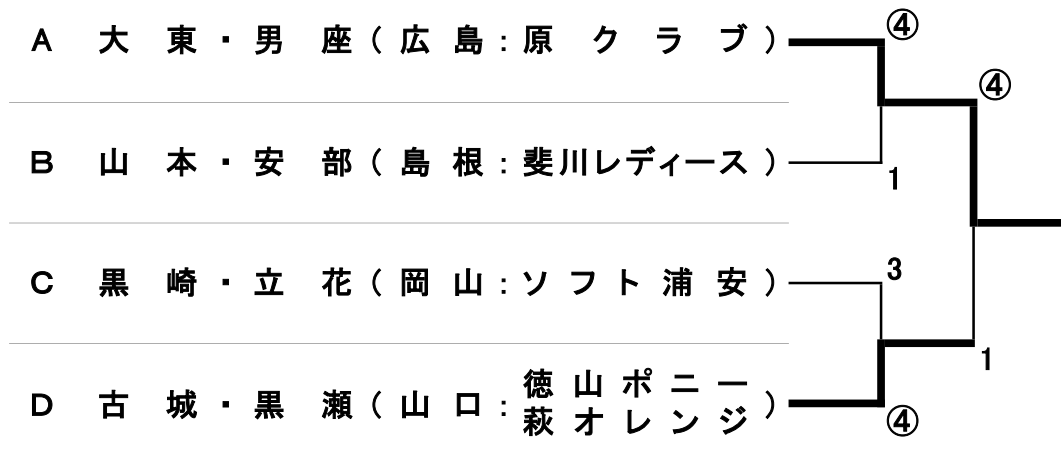 ④
A 大東・男座(広島:原クラブ)
④
B 山本・安部(島根:斐川レディース)
1
3
C 黒崎・立花(岡山:ソフト浦安)
1
徳山ポニー
D 古城・黒瀬(山口:萩オレンジ)
④